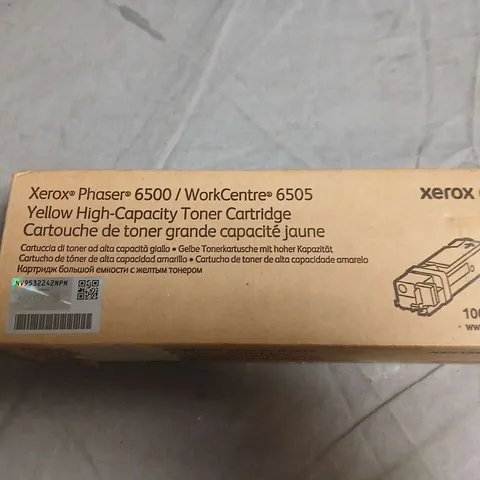 Xerox® Phaser® 6500 / WorkCentre® 6505
Yellow High-Capacity Toner Cartridge
Cartouche de toner grande capacité jaune
Cartuccia di toner ad alta capacità giallo • Gelbe Tonerkartusche mit hoher Kapazität
Cartucho de tóner de alta capacidad amarillo • Cartucho de toner de alta capacidade amarelo
Картридж большой емкости с желтым тонером
xerox
NV9532242NPN
100
ww